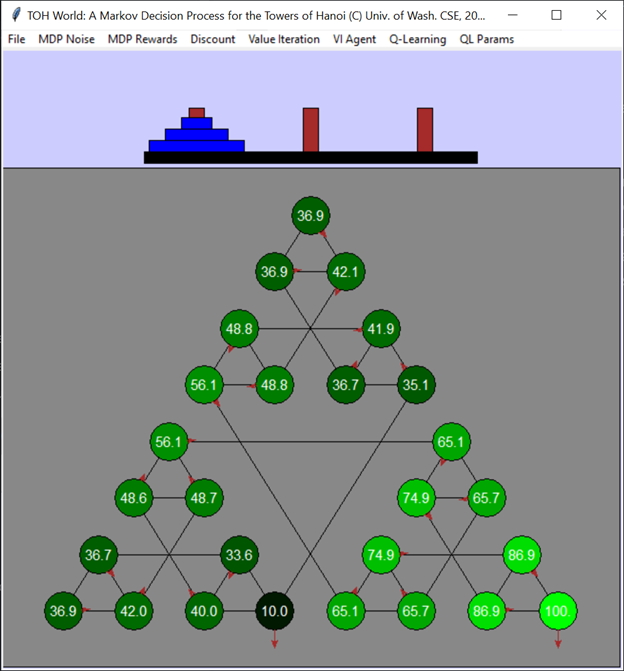 TOH World: A Markov Decision Process for the Towers of Hanoi (C) Univ. of Wash. CSE, 20...
File MDP Noise MDP Rewards Discount Value Iteration VI Agent Q-Learning QL Params
36.9
36.9 42.1
48.8 41.9
56.1 48.8 36.7 35.1
56.1 65.1
48.6 48.7 74.9 65.7
36.7 33.6 74.9 86.9
36.9 42.0 40.0 10.0 65.1 65.7 86.9 100